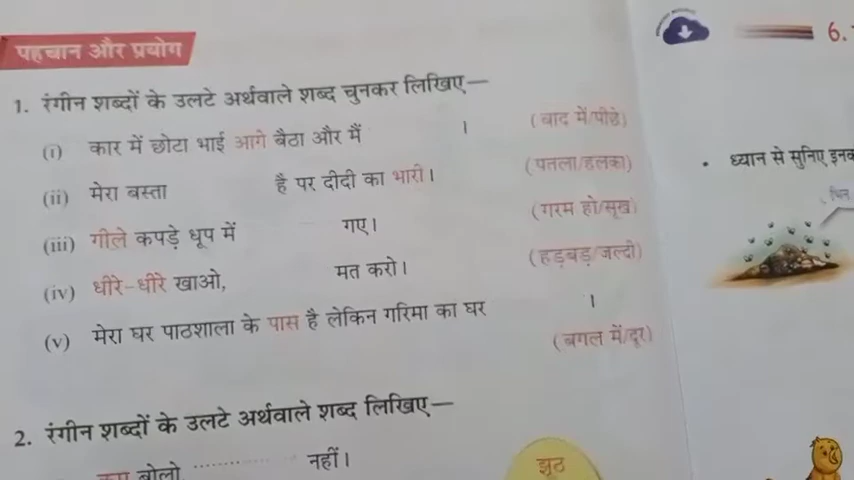 पहचान और प्रयोग
6.
1. रंगीन शब्दों के उलटे अर्थवाले शब्द चुनकर लिखिए—
(i) कार में छोटा भाई आगे बैठा और मैं । (बाद में/पीछे)
(ii) मेरा बस्ता है पर दीदी का भारी। (पतला/हलका)
(iii) गीले कपड़े धूप में गए। (गरम हो/सूख)
(iv) धीरे-धीरे खाओ, मत करो। (हड़बड़/जल्दी)
(v) मेरा घर पाठशाला के पास है लेकिन गरिमा का घर ।
(बगल में/दूर)
• ध्यान से सुनिए
2. रंगीन शब्दों के उलटे अर्थवाले शब्द लिखिए—
बोलो ............ नहीं।
झूठ